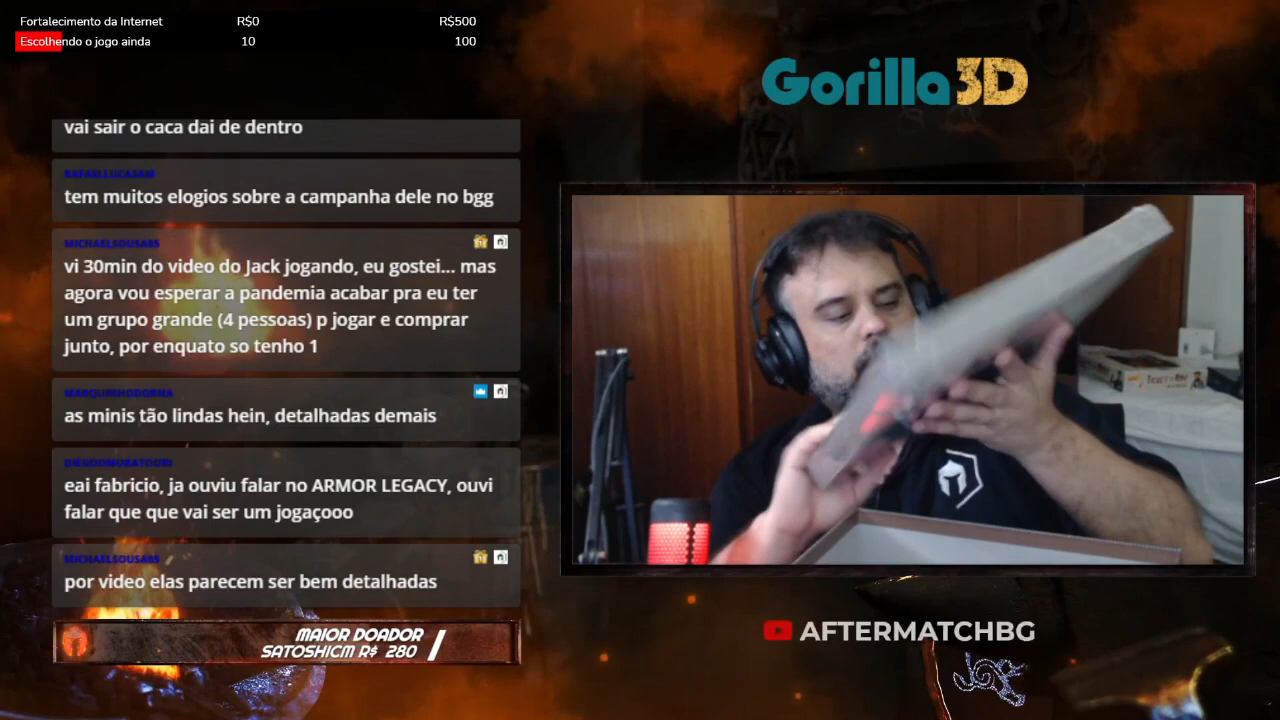 Fortalecimento da Internet R$0 R$500
Escolhendo o jogo ainda 10 100
Gorilla3D
vai sair o caca dai de dentro
RAFAELLUCASAM
tem muitos elogios sobre a campanha dele no bgg
MICHAELSOUSA85
vi 30min do video do Jack jogando, eu gostei... mas
agora vou esperar a pandemia acabar pra eu ter
um grupo grande (4 pessoas) p jogar e comprar
junto, por enquato so tenho 1
as minis tão lindas hein, detalhadas demais
eai fabricio, ja ouviu falar no ARMOR LEGACY, ouvi
falar que que vai ser um jogaçooo
MICHAELSOUSA85
por video elas parecem ser bem detalhadas
MAIOR DOADOR
SATOSHICM R$ 280
AFTERMATCHBG